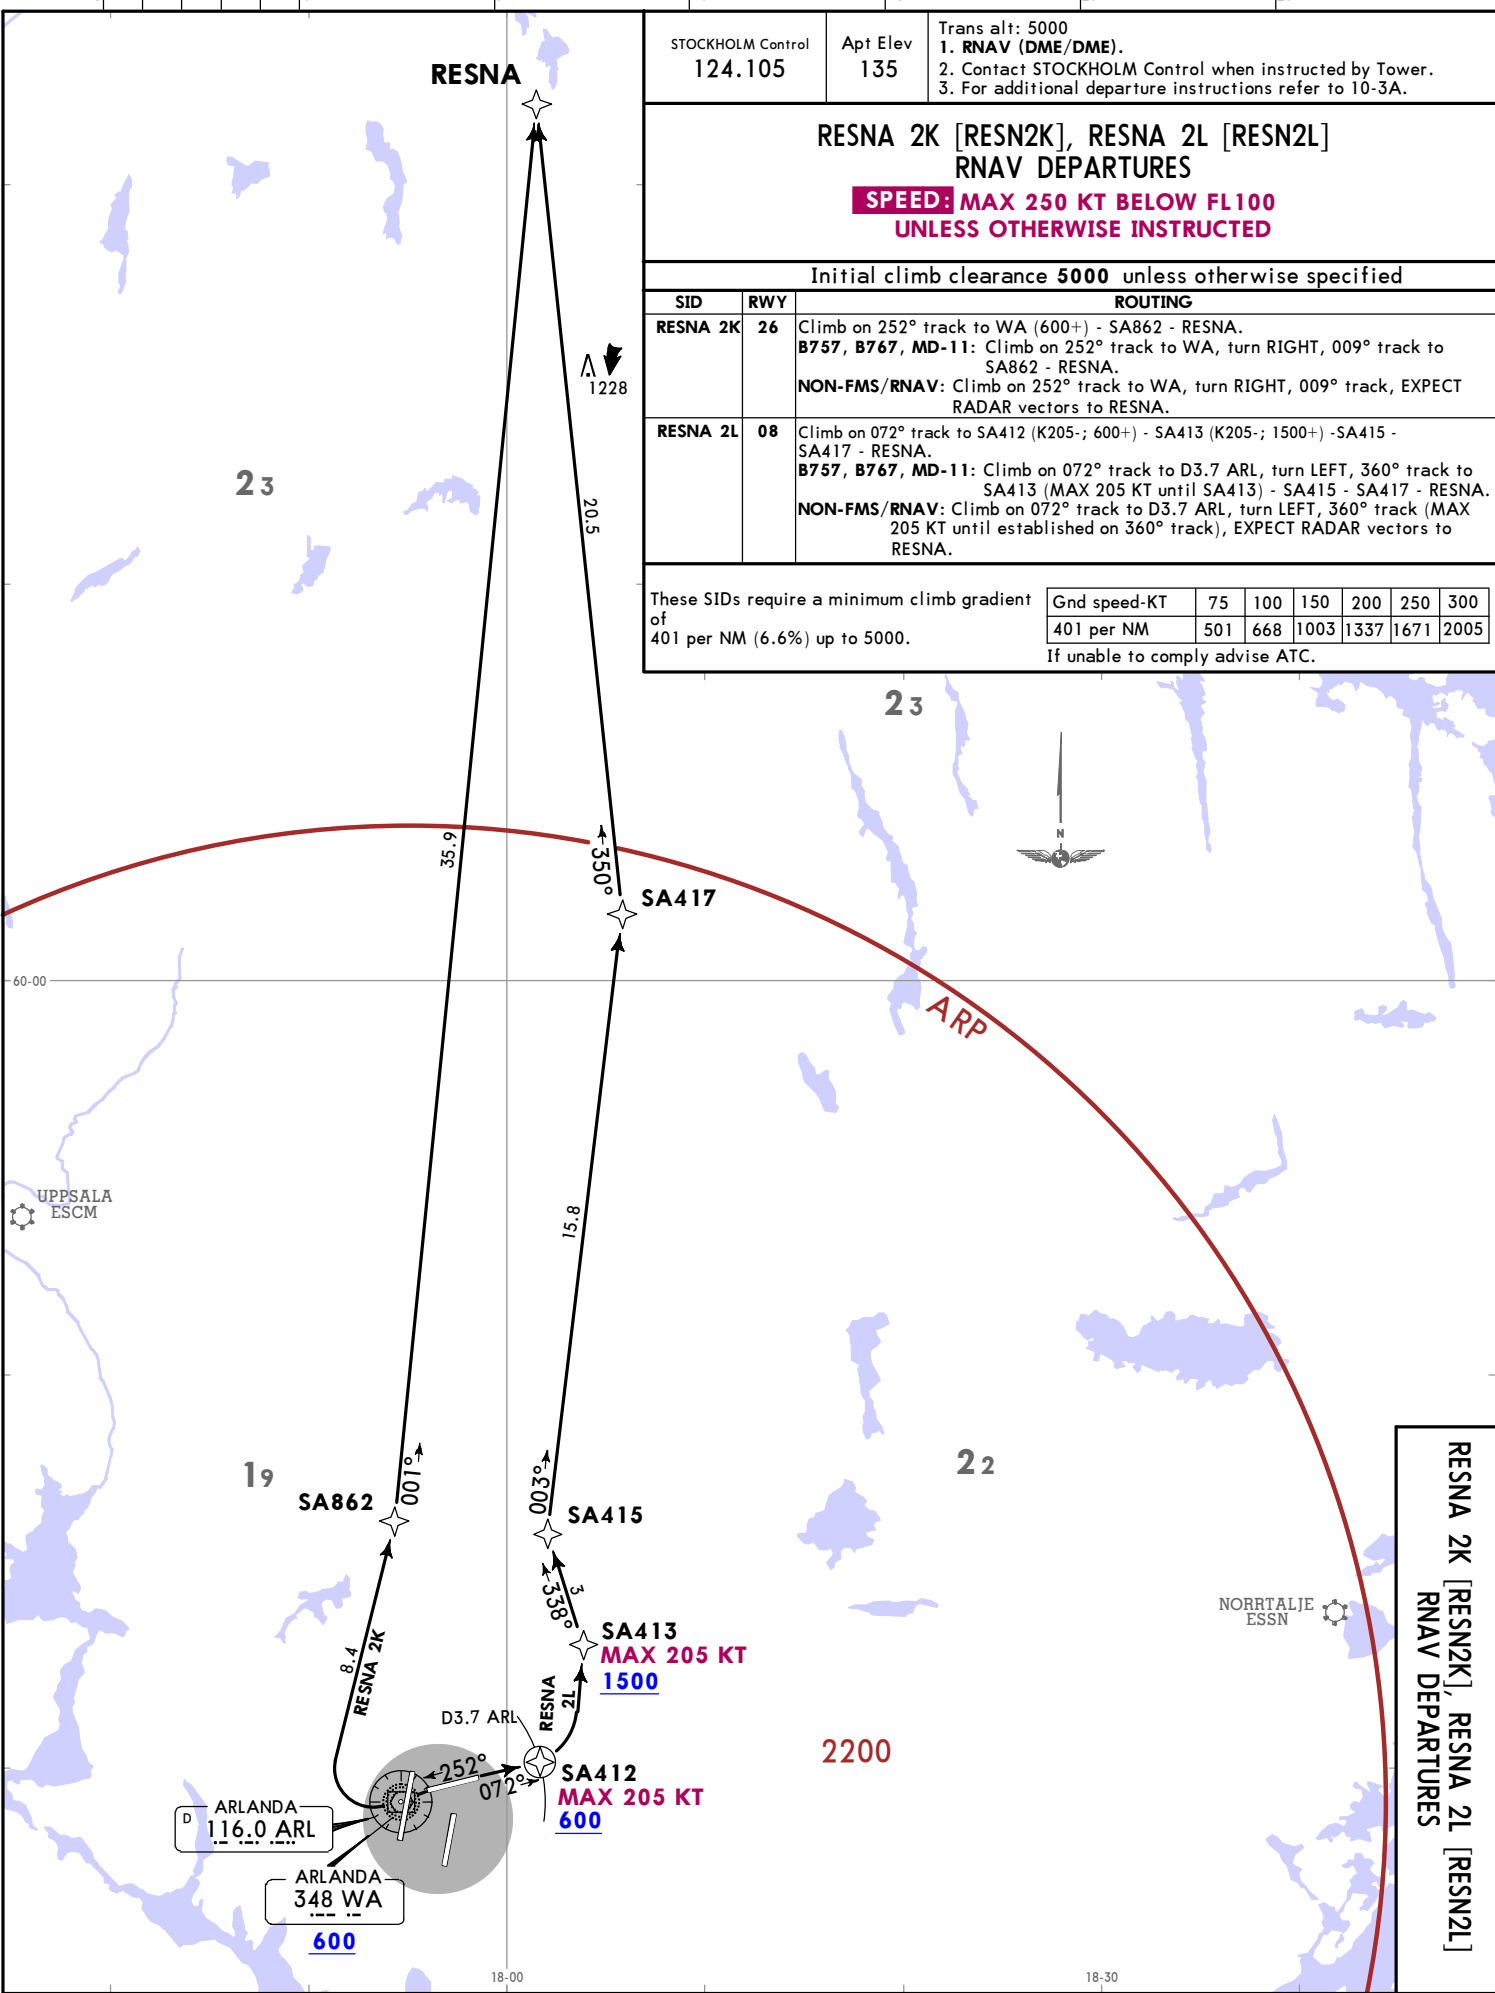 STOCKHOLM Control
124.105
Apt Elev
135
Trans alt: 5000
1. RNAV (DME/DME).
2. Contact STOCKHOLM Control when instructed by Tower.
3. For additional departure instructions refer to 10-3A.
RESNA 2K [RESN2K], RESNA 2L [RESN2L]
RNAV DEPARTURES
SPEED: MAX 250 KT BELOW FL100
UNLESS OTHERWISE INSTRUCTED
Initial climb clearance 5000 unless otherwise specified
SID RWY ROUTING
RESNA 2K 26 Climb on 252° track to WA (600+) - SA862 - RESNA.
B757, B767, MD-11: Climb on 252° track to WA, turn RIGHT, 009° track to
SA862 - RESNA.
NON-FMS/RNAV: Climb on 252° track to WA, turn RIGHT, 009° track, EXPECT
RADAR vectors to RESNA.
RESNA 2L 08 Climb on 072° track to SA412 (K205-; 600+) - SA413 (K205-; 1500+) -SA415 -
SA417 - RESNA.
B757, B767, MD-11: Climb on 072° track to D3.7 ARL, turn LEFT, 360° track to
SA413 (MAX 205 KT until SA413) - SA415 - SA417 - RESNA.
NON-FMS/RNAV: Climb on 072° track to D3.7 ARL, turn LEFT, 360° track (MAX
205 KT until established on 360° track), EXPECT RADAR vectors to
RESNA.
These SIDs require a minimum climb gradient
of
401 per NM (6.6%) up to 5000.
Gnd speed-KT 75 100 150 200 250 300
401 per NM 501 668 1003 1337 1671 2005
If unable to comply advise ATC.
RESNA
1228
23
20.5
23
N
35.9
350°
SA417
60-00
ARP
UPPSALA
ESCM
15.8
19
22
001°
SA862
003°
SA415
338°
3
NORRTALJE
ESSN
SA413
MAX 205 KT
1500
8.4
RESNA 2K
RESNA
2L
D3.7 ARL
2200
252°
072°
SA412
MAX 205 KT
600
ARLANDA
D 116.0 ARL
ARLANDA
348 WA
600
18-00
18-30
RESNA 2K [RESN2K], RESNA 2L [RESN2L]
RNAV DEPARTURES